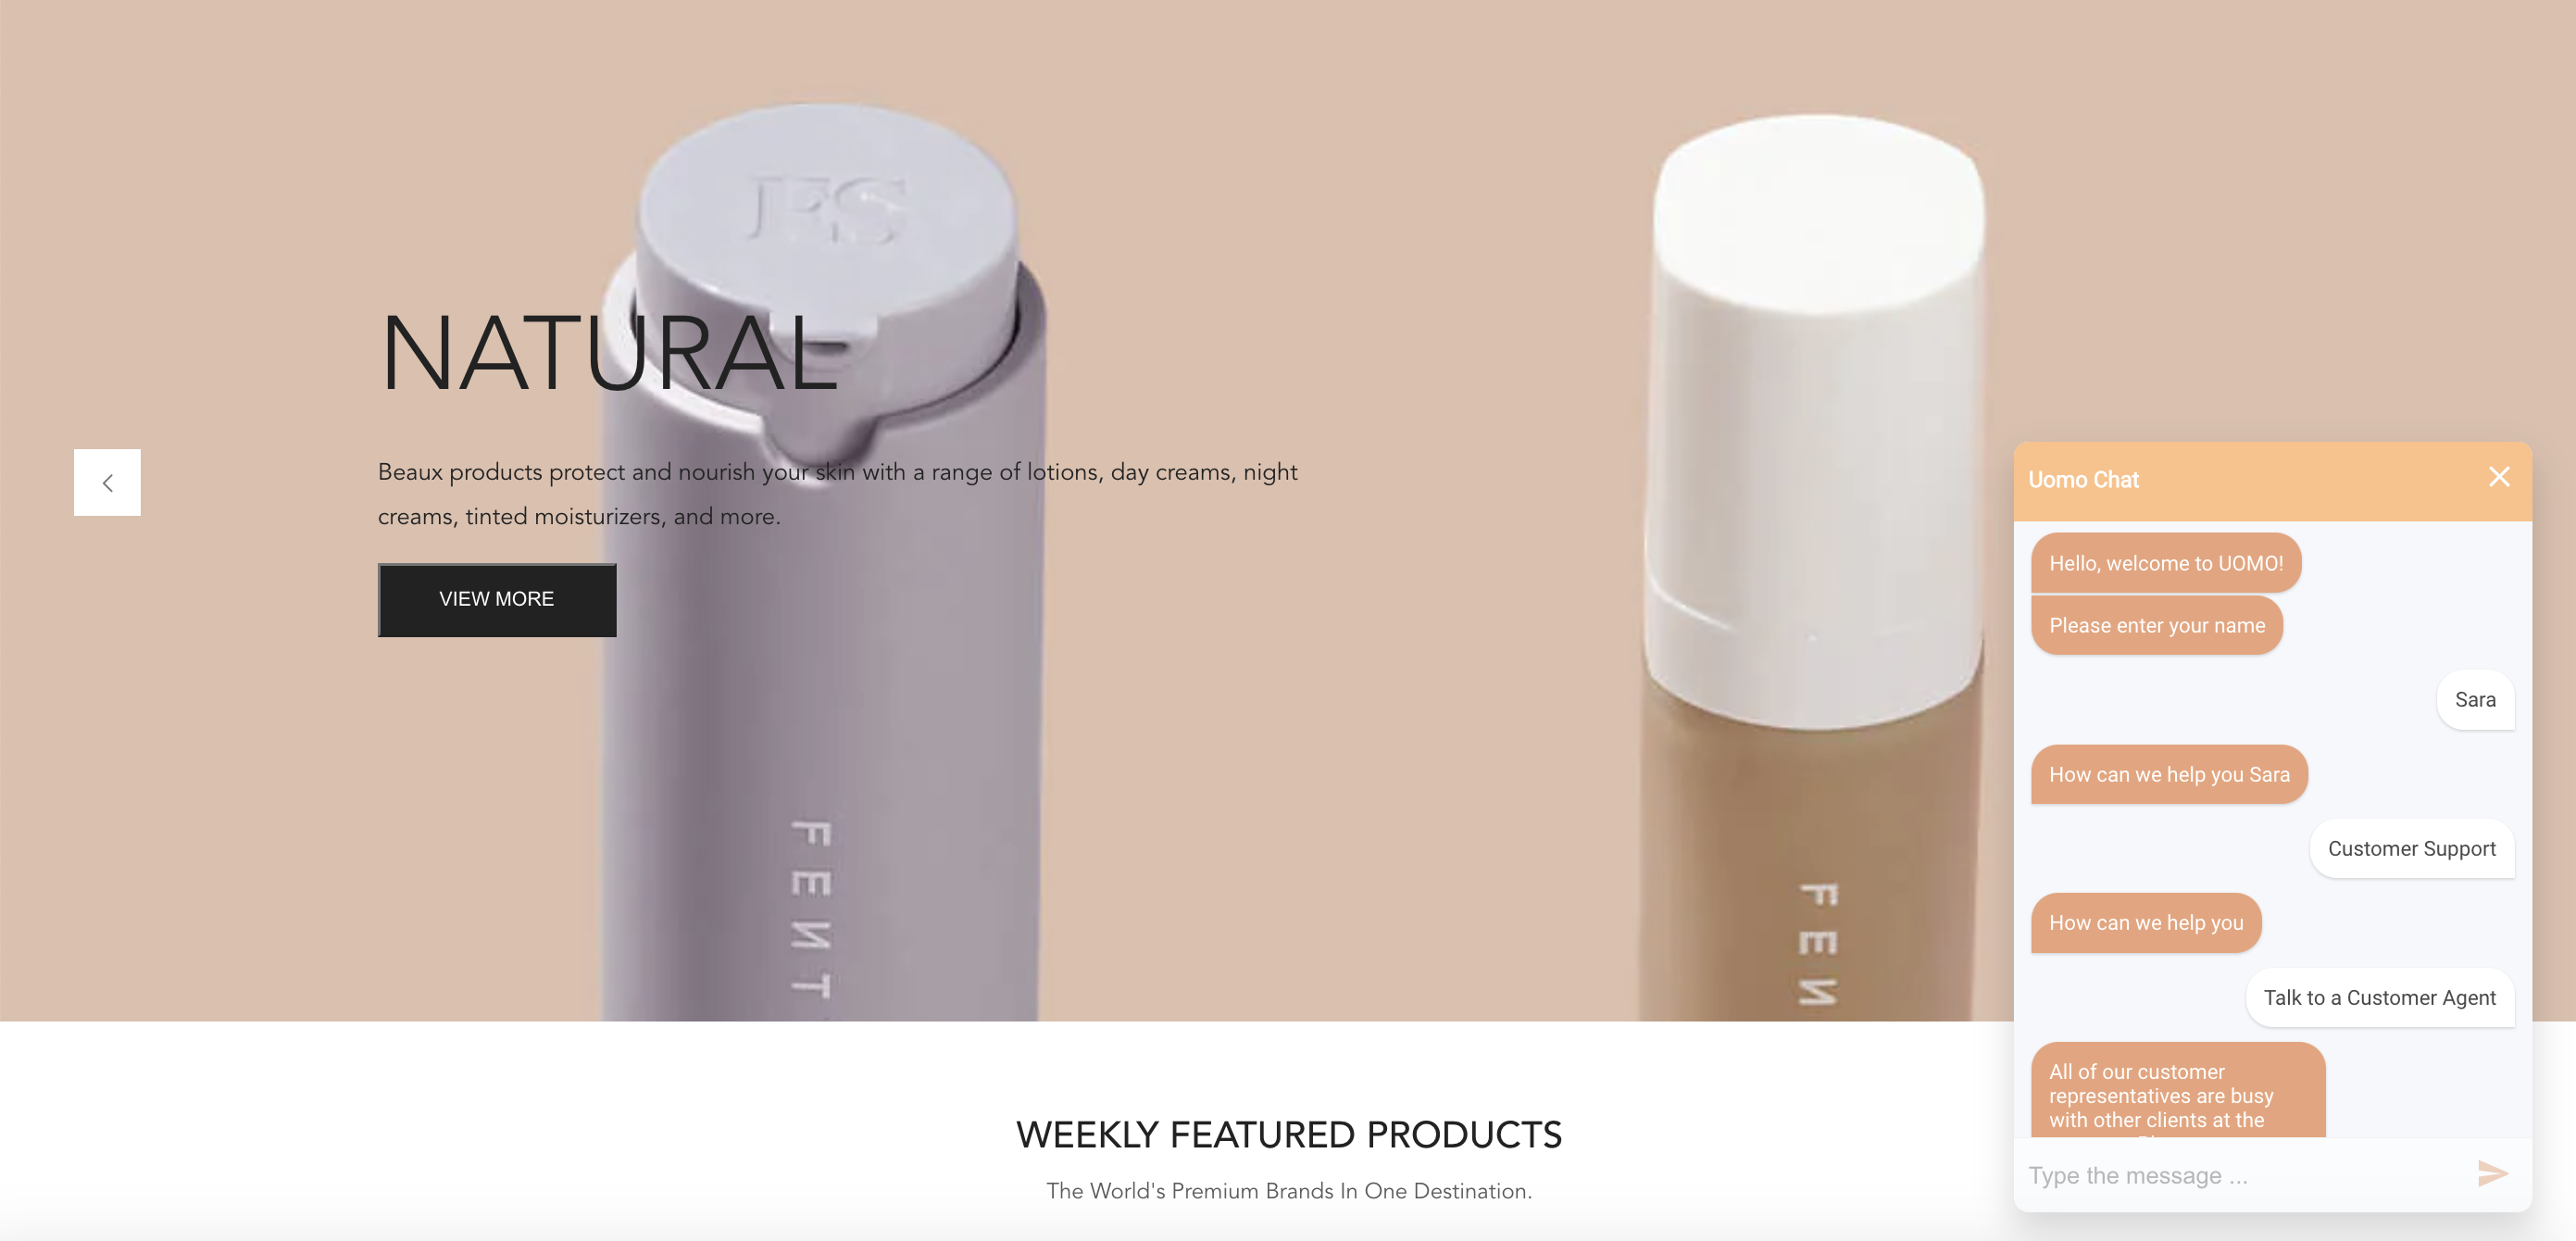 NATURAL
Beaux products protect and nourish your skin with a range of lotions, day creams, night
creams, tinted moisturizers, and more.
VIEW MORE
FENT
FEN
WEEKLY FEATURED PRODUCTS
The World's Premium Brands In One Destination.
Uomo Chat
Hello, welcome to UOMO!
Please enter your name
Sara
How can we help you Sara
Customer Support
How can we help you
Talk to a Customer Agent
All of our customer
representatives are busy
with other clients at the
Type the message ...